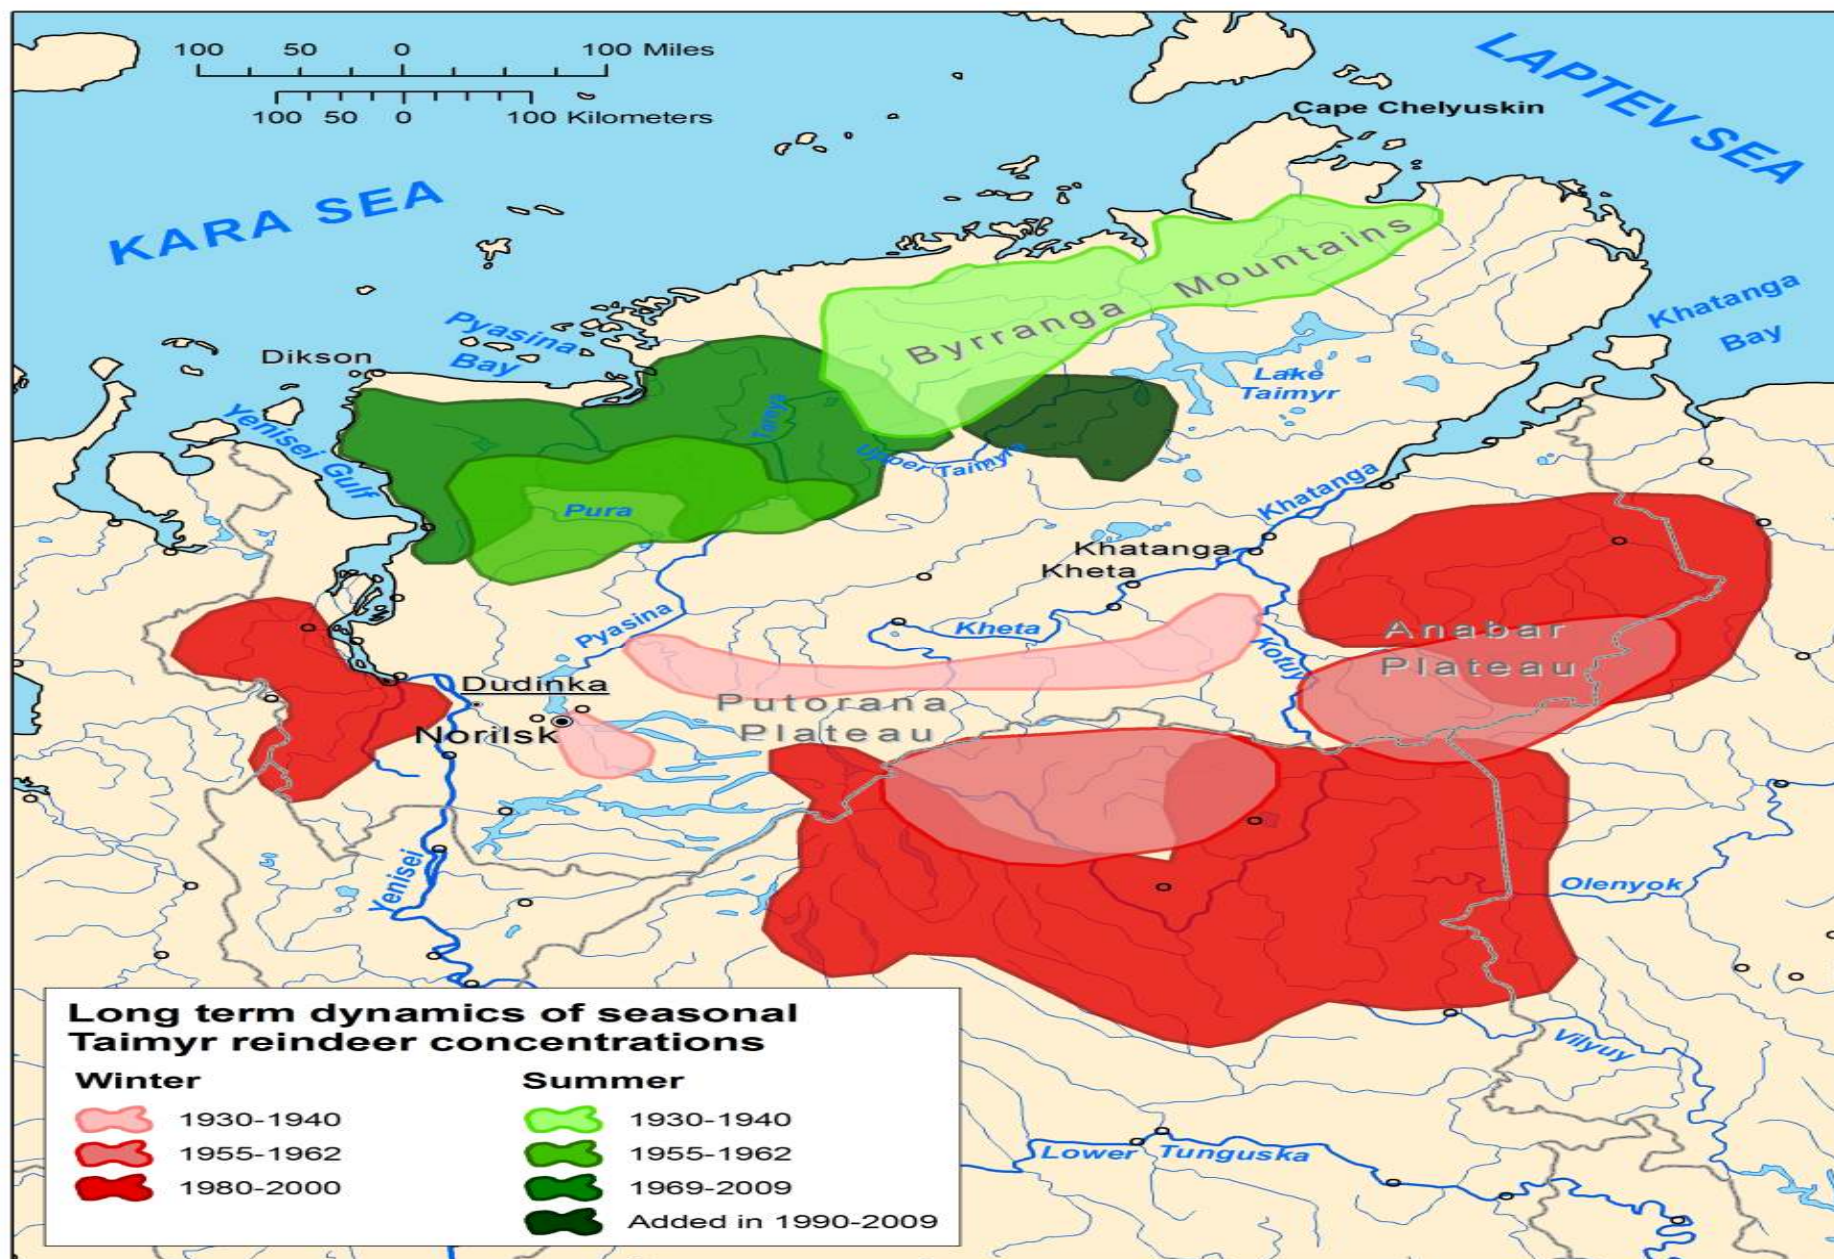 100 50 0 100 Miles
100 50 0 100 Kilometers
LAPTEV SEA
Cape Chelyuskin
KARA SEA
Byrranga Mountains
Khatanga
Bay
Pyasina
Bay
Dikson
Lake
Taimyr
Yenisei Gulf
Tareya
Upper Taimyra
Pura
Khatanga
Khatanga
Kheta
Pyasina
Kheta
Kotuy
Anabar
Plateau
Dudinka
Putorana
Plateau
Norilsk
Yenisei
Olenyok
Vilyuy
Lower Tunguska
Long term dynamics of seasonal
Taimyr reindeer concentrations
Winter
1930-1940
1955-1962
1980-2000
Summer
1930-1940
1955-1962
1969-2009
Added in 1990-2009